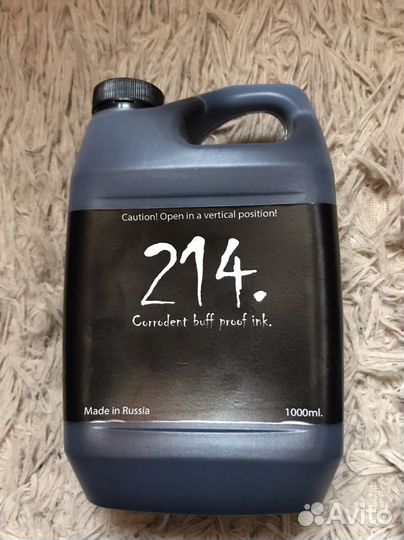 Caution! Open in a vertical position!
214.
Corrodent buff proof ink.
Made in Russia
1000ml.
Avito